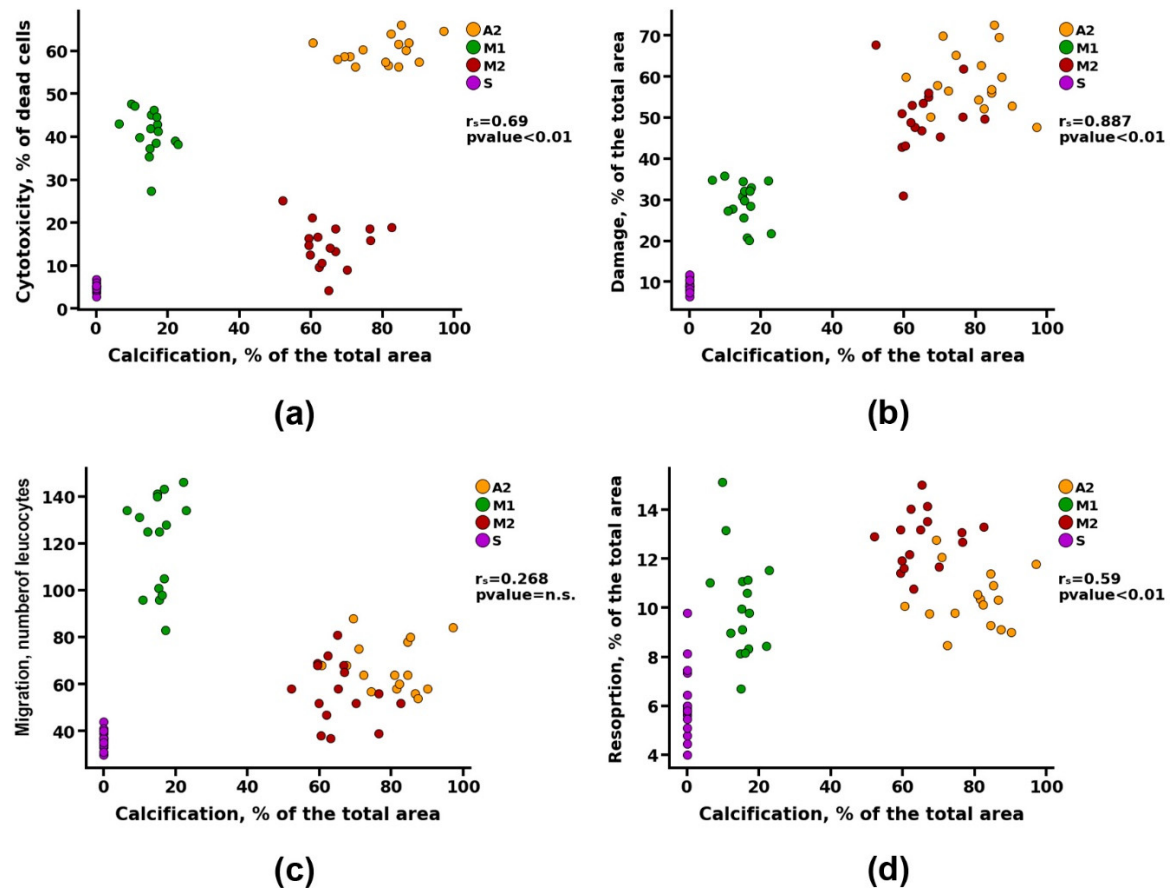 Cytotoxicity, % of dead cells
60
50
40
30
20
10
0
0 20 40 60 80 100
Calcification, % of the total area
A2
M1
M2
S
rₛ=0.69
pvalue<0.01
(a)
Damage, % of the total area
70
60
50
40
30
20
10
0 20 40 60 80 100
Calcification, % of the total area
A2
M1
M2
S
rₛ=0.887
pvalue<0.01
(b)
Migration, numberof leucocytes
140
120
100
80
60
40
0 20 40 60 80 100
Calcification, % of the total area
A2
M1
M2
S
rₛ=0.268
pvalue=n.s.
(c)
Resoprtion, % of the total area
14
12
10
8
6
4
0 20 40 60 80 100
Calcification, % of the total area
A2
M1
M2
S
rₛ=0.59
pvalue<0.01
(d)